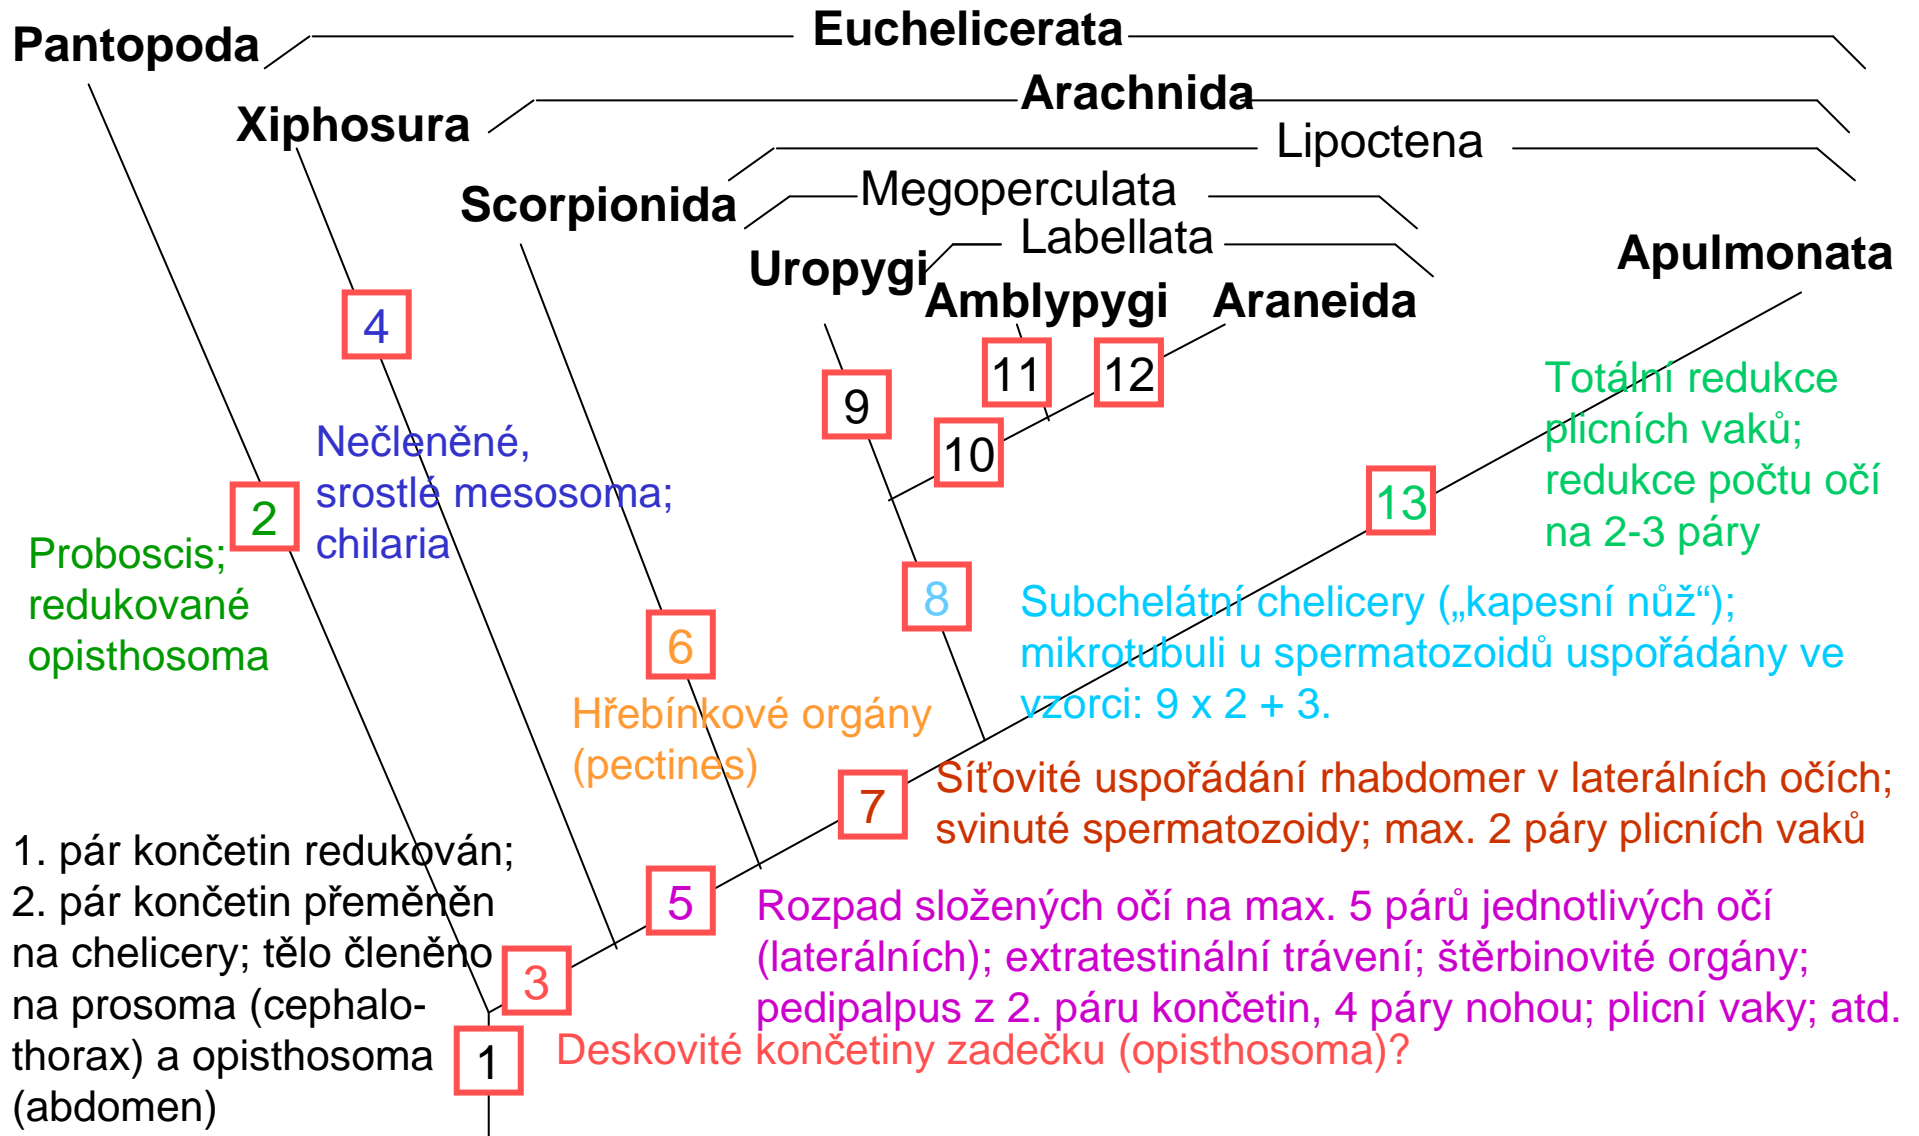 Euchelicerata
Pantopoda
Arachnida
Xiphosura
Lipoctena
Scorpionida
Megoperculata
Labellata
Uropygi
Apulmonata
Amblypygi
Araneida
4
11
12
9
10
Totální redukce
plicních vaků;
redukce počtu očí
na 2-3 páry
13
Nečleněné,
srostlé mesosoma;
chilaria
2
Proboscis;
redukované
opisthosoma
8
Subchelátní chelicery („kapesní nůž“);
mikrotubuli u spermatozoidů uspořádány ve
vzorci: 9 x 2 + 3.
6
Hřebínkové orgány
(pectines)
7
Síťovité uspořádání rhabdomer v laterálních očích;
svinuté spermatozoidy; max. 2 páry plicních vaků
5
Rozpad složených očí na max. 5 párů jednotlivých očí
(laterálních); extratestinální trávení; štěrbinovité orgány;
pedipalpus z 2. páru končetin, 4 páry nohou; plicní vaky; atd.
3
Deskovité končetiny zadečku (opisthosoma)?
1. pár končetin redukován;
2. pár končetin přeměněn
na chelicery; tělo členěno
na prosoma (cephalo-
thorax) a opisthosoma
(abdomen)
1